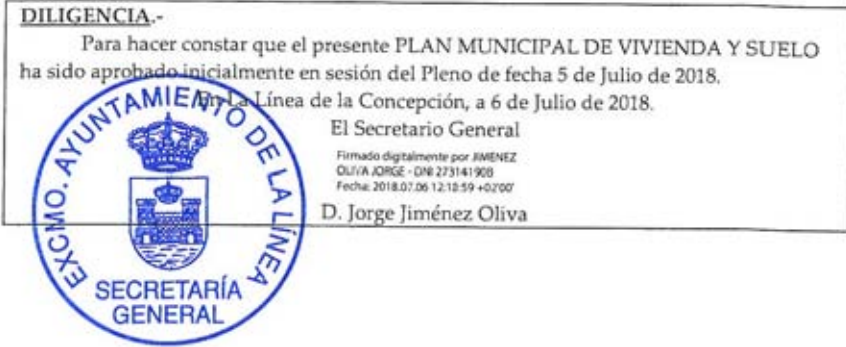 DILIGENCIA.-
Para hacer constar que el presente PLAN MUNICIPAL DE VIVIENDA Y SUELO
ha sido aprobado inicialmente en sesión del Pleno de fecha 5 de Julio de 2018.
En La Línea de la Concepción, a 6 de Julio de 2018.
El Secretario General
Firmado digitalmente por JIMENEZ
OLIVA JORGE - DNI 27314190B
Fecha: 2018.07.06 12:18:59 +02'00'
D. Jorge Jiménez Oliva
EXCMO. AYUNTAMIENTO DE LA LÍNEA
SECRETARÍA
GENERAL